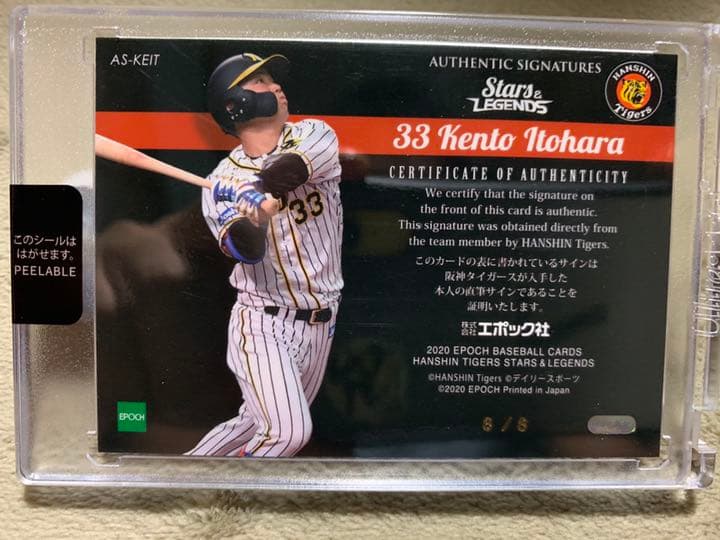 AS-KEIT
AUTHENTIC SIGNATURES
Stars &
LEGENDS
HANSHIN
Tigers
33 Kento Itohara
CERTIFICATE OF AUTHENTICITY
We certify that the signature on
the front of this card is authentic.
This signature was obtained directly from
the team member by HANSHIN Tigers.
このカードの表に書かれているサインは
阪神タイガースが入手した
本人の直筆サインであることを
証明いたします。
株式会社エポック社
2020 EPOCH BASEBALL CARDS
HANSHIN TIGERS STARS & LEGENDS
©HANSHIN Tigers ©デイリースポーツ
©2020 EPOCH Printed in Japan
EPOCH
33
このシールは
はがせます。
PEELABLE